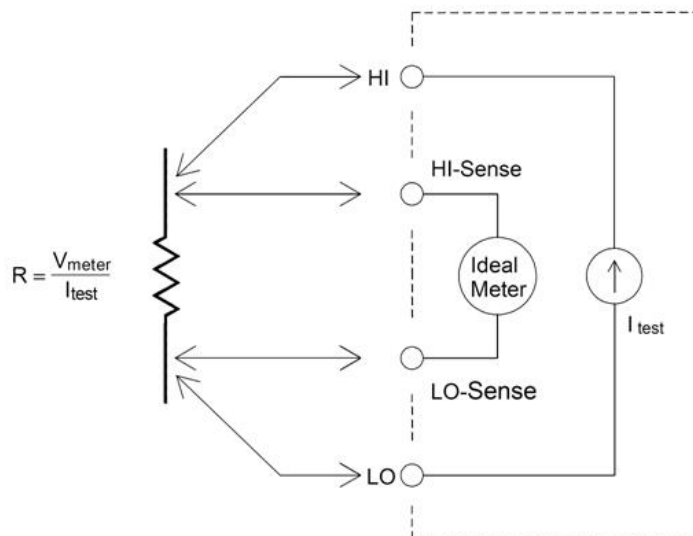 HI
HI-Sense
R = V_meter / I_test
Ideal
Meter
I_test
LO-Sense
LO